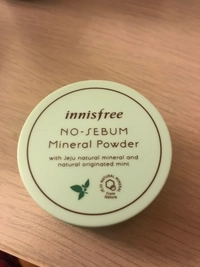 innisfree
NO-SEBUM
Mineral Powder
with Jeju natural mineral and
natural originated mint